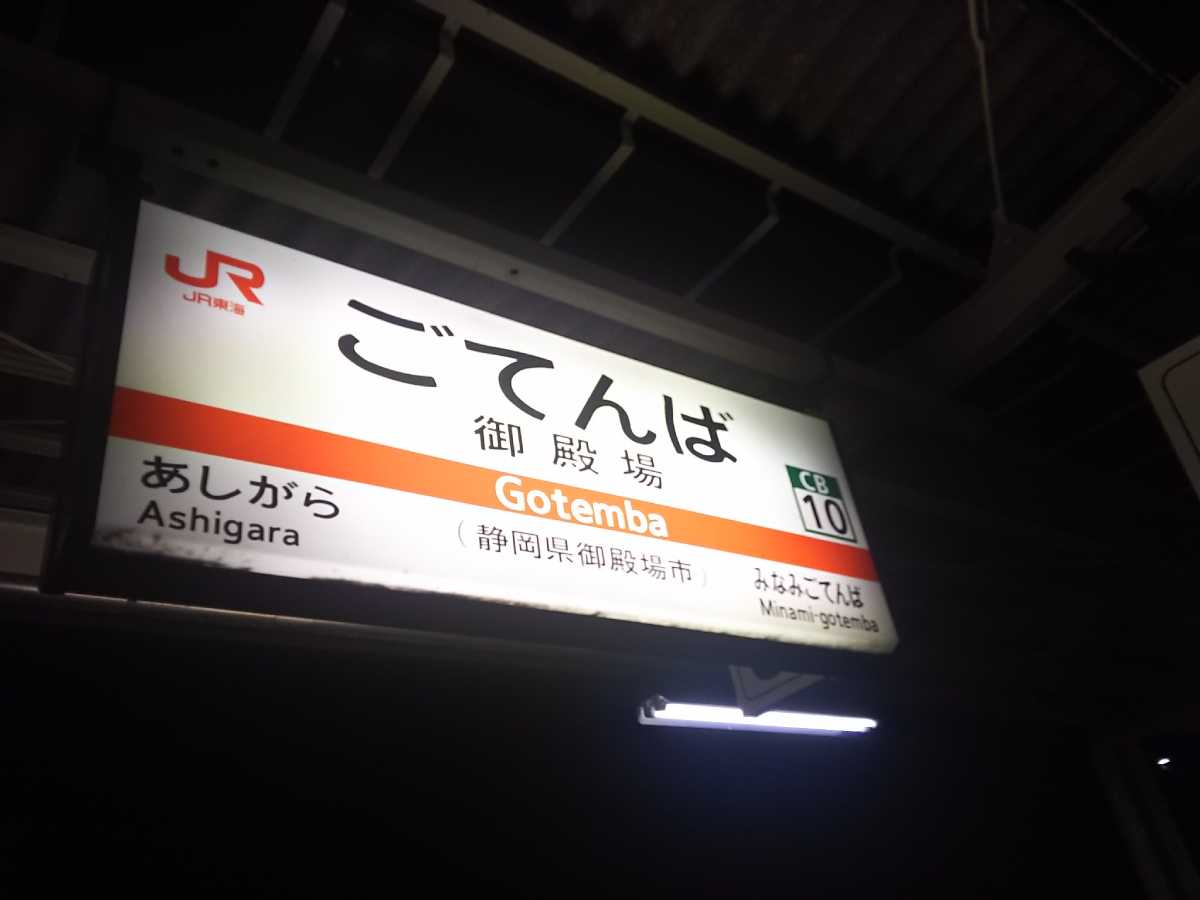 JR
JR東海
ごてんば
御殿場
CB
10
Gotemba
あしがら
Ashigara
(静岡県御殿場市)
みなみごてんば
Minami-gotemba